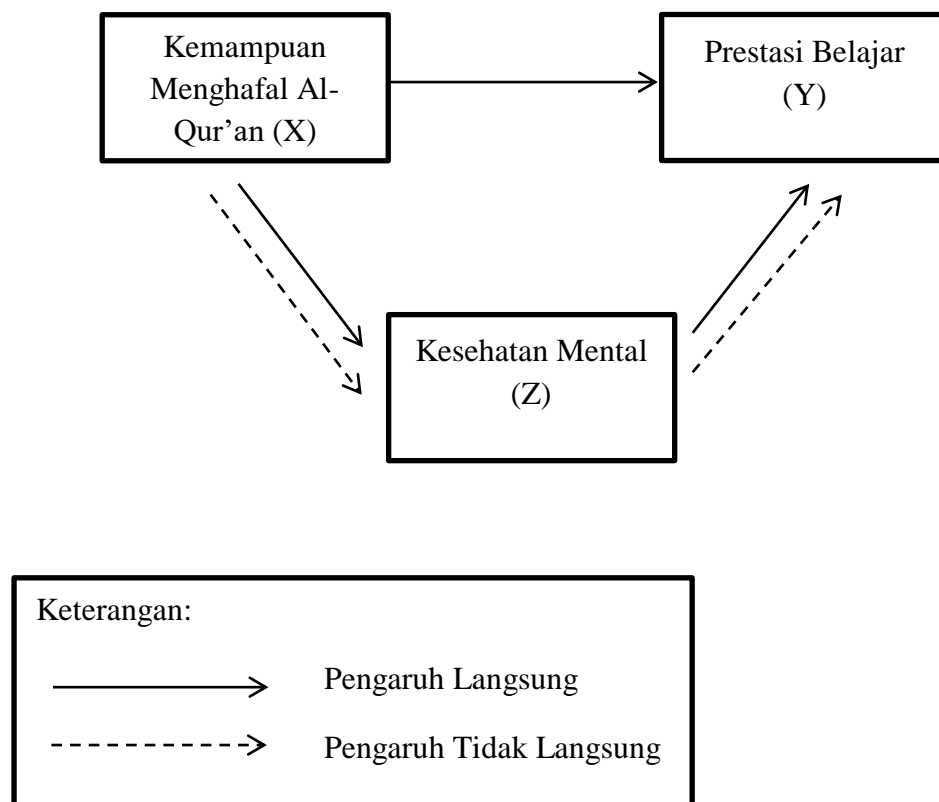 Kemampuan
Menghafal Al-
Qur’an (X)
Prestasi Belajar
(Y)
Kesehatan Mental
(Z)
Keterangan:
Pengaruh Langsung
Pengaruh Tidak Langsung